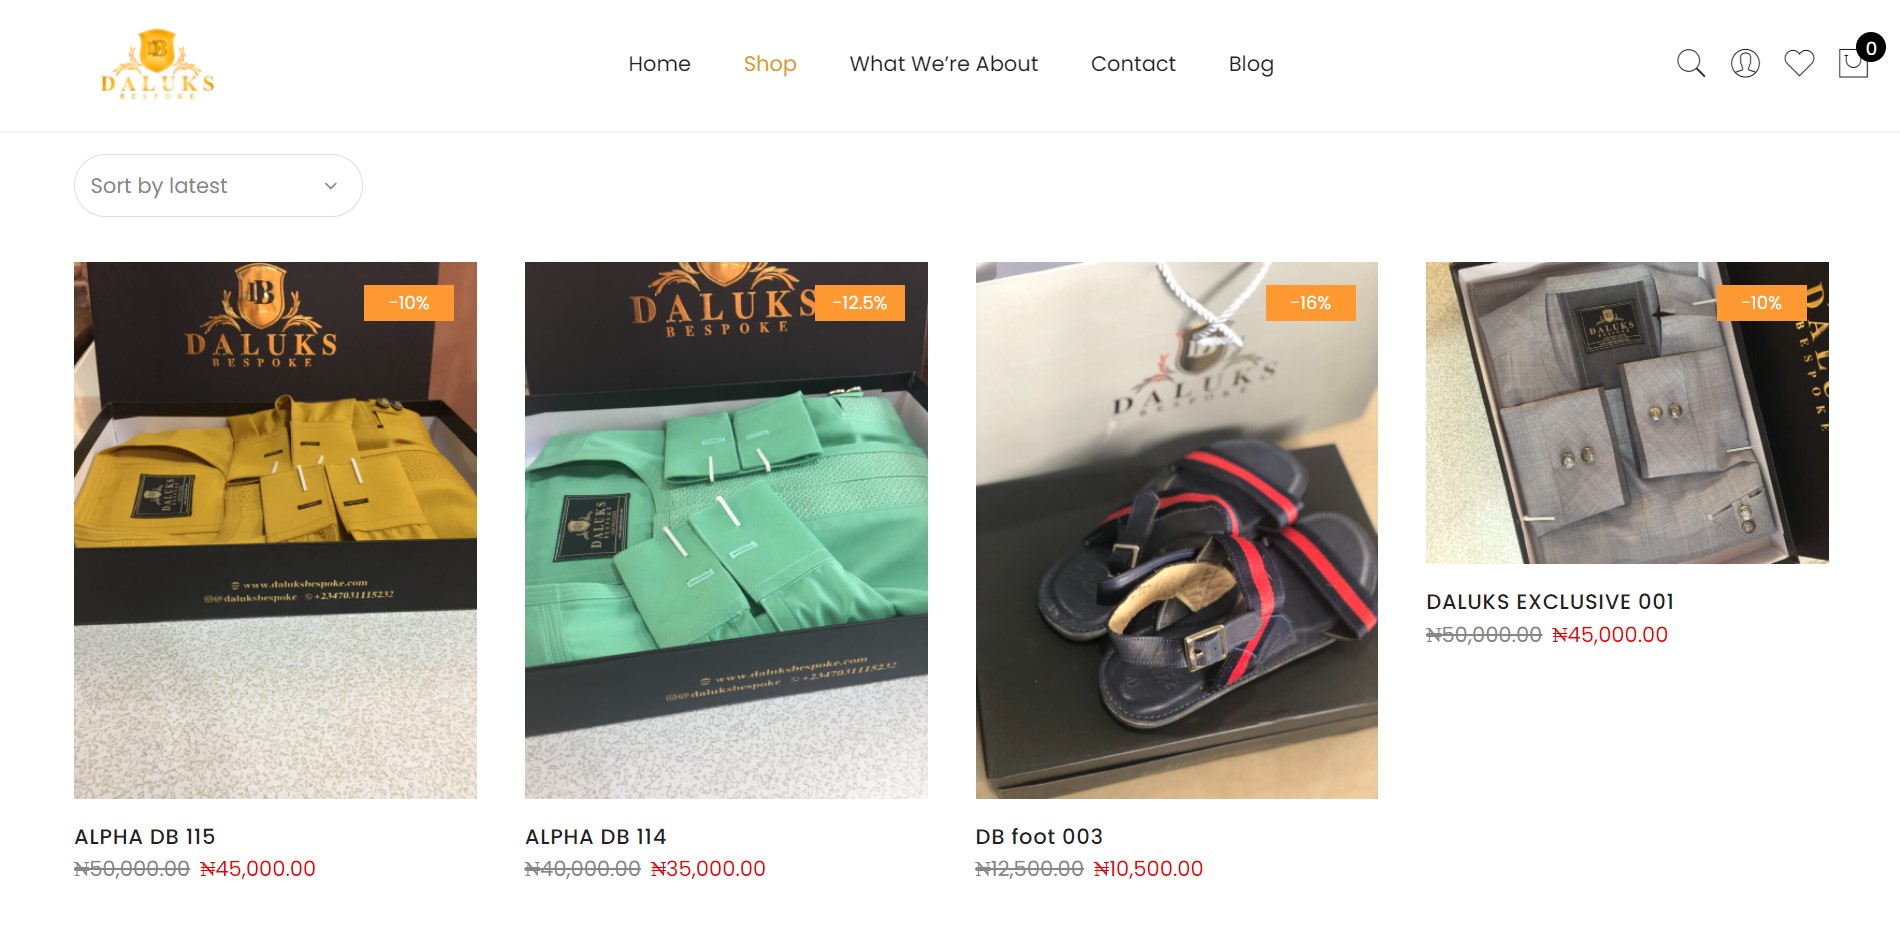 DB
DALUKS
BESPOKE
Home
Shop
What We’re About
Contact
Blog
0
Sort by latest
DB
DALUKS
BESPOKE
-10%
DALUKS
www.daluksbespoke.com
@daluksbespoke +2347031115232
DALUKS
BESPOKE
-12.5%
DALUKS
www.daluksbespoke.com
@daluksbespoke +2347031115232
-16%
DALUKS
BESPOKE
DALUKS
-10%
ALPHA DB 115
₦50,000.00 ₦45,000.00
ALPHA DB 114
₦40,000.00 ₦35,000.00
DB foot 003
₦12,500.00 ₦10,500.00
DALUKS EXCLUSIVE 001
₦50,000.00 ₦45,000.00